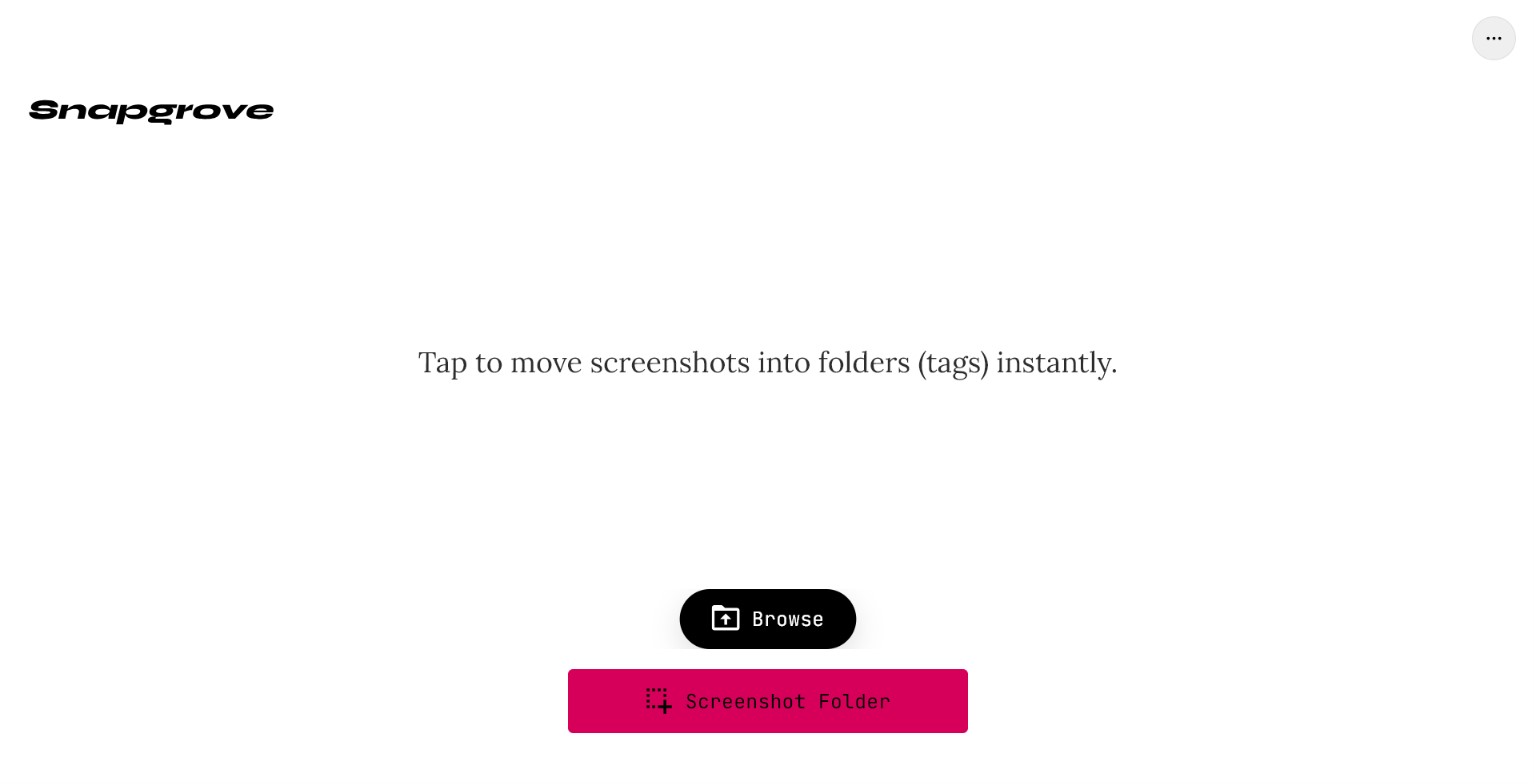 Snapgrove
Tap to move screenshots into folders (tags) instantly.
Browse
Screenshot Folder